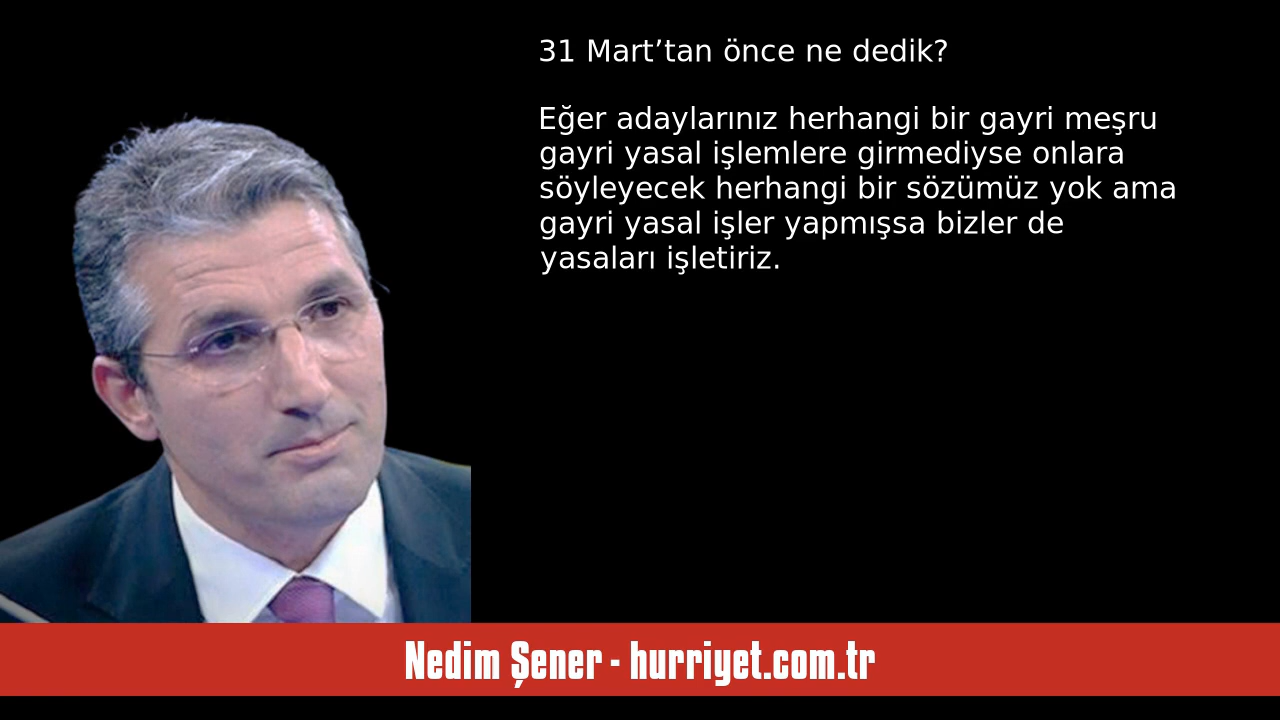 31 Mart’tan önce ne dedik?
Eğer adaylarınız herhangi bir gayri meşru
gayri yasal işlemlere girmediyse onlara
söyleyecek herhangi bir sözümüz yok ama
gayri yasal işler yapmışsa bizler de
yasaları işletiriz.
Nedim Şener - hurriyet.com.tr